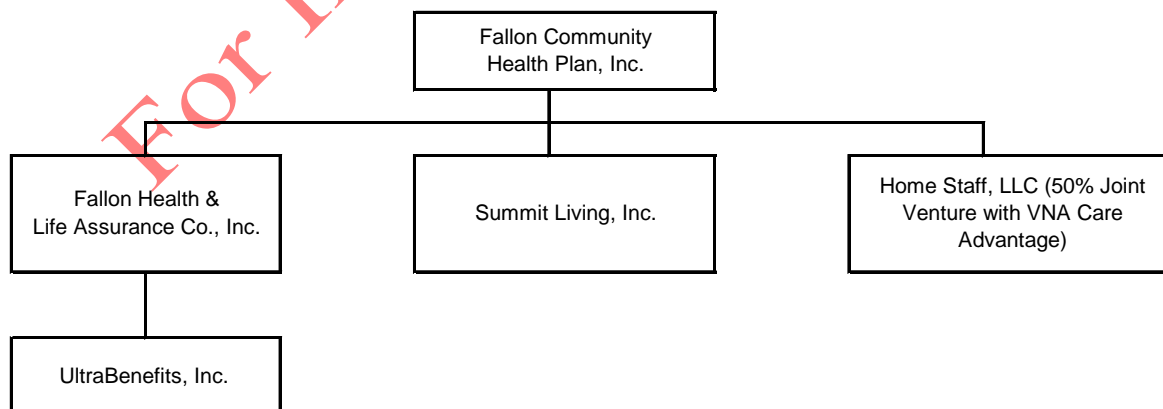 Fallon Community
Health Plan, Inc.
Fallon Health &
Life Assurance Co., Inc.
Summit Living, Inc.
Home Staff, LLC (50% Joint
Venture with VNA Care
Advantage)
UltraBenefits, Inc.
For